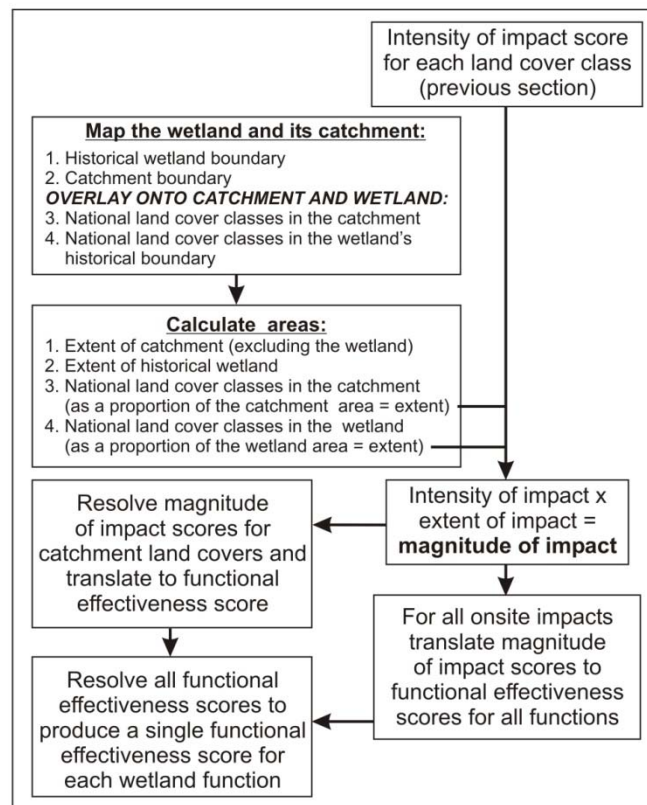 Intensity of impact score
for each land cover class
(previous section)
Map the wetland and its catchment:
1. Historical wetland boundary
2. Catchment boundary
OVERLAY ONTO CATCHMENT AND WETLAND:
3. National land cover classes in the catchment
4. National land cover classes in the wetland's
historical boundary
Calculate areas:
1. Extent of catchment (excluding the wetland)
2. Extent of historical wetland
3. National land cover classes in the catchment
(as a proportion of the catchment area = extent)
4. National land cover classes in the wetland
(as a proportion of the wetland area = extent)
Intensity of impact x
extent of impact =
magnitude of impact
Resolve magnitude
of impact scores for
catchment land covers and
translate to functional
effectiveness score
For all onsite impacts
translate magnitude
of impact scores to
functional effectiveness
scores for all functions
Resolve all functional
effectiveness scores to
produce a single functional
effectiveness score for
each wetland function